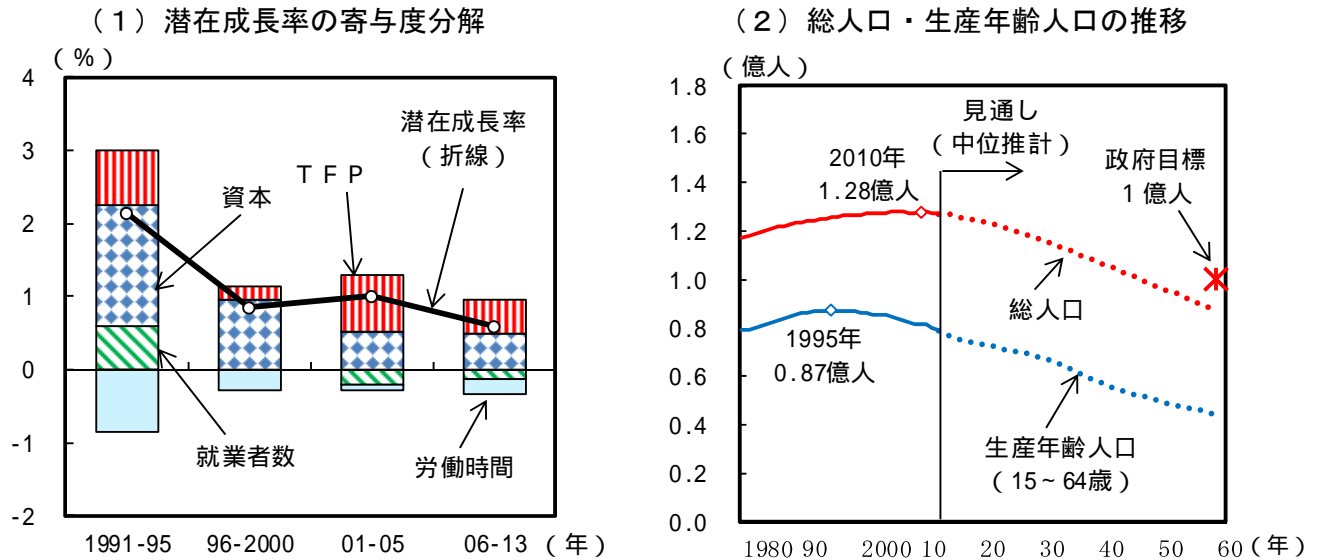 （１）潜在成長率の寄与度分解
（％）
4
3
2
1
0
-1
-2
潜在成長率
（折線）
ＴＦＰ
資本
就業者数
労働時間
1991-95 96-2000 01-05 06-13 （年）
（２）総人口・生産年齢人口の推移
（億人）
1.8
1.6
1.4
1.2
1.0
0.8
0.6
0.4
0.2
0.0
見通し
（中位推計）
2010年
1.28億人
政府目標
１億人
総人口
1995年
0.87億人
生産年齢人口
（15～64歳）
1980 90 2000 10 20 30 40 50 60 （年）